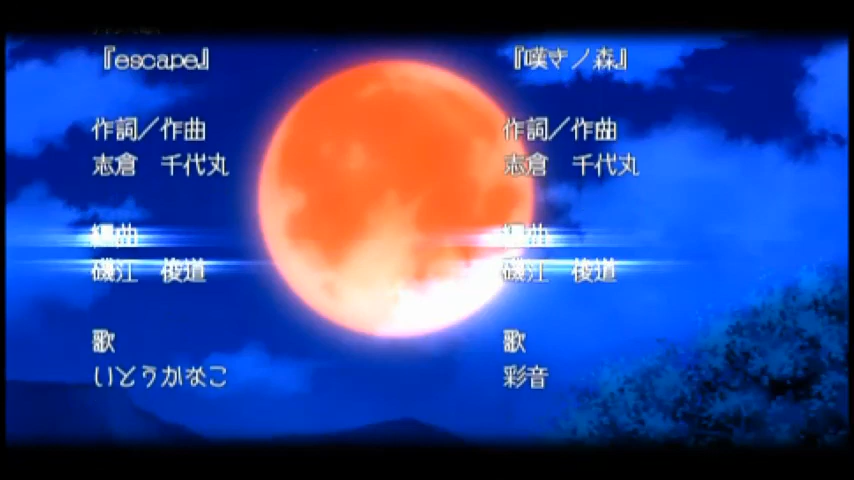 『escape』
作詞／作曲
志倉　千代丸
編曲
磯江　俊道
歌
いとうかなこ
『嘆きノ森』
作詞／作曲
志倉　千代丸
編曲
磯江　俊道
歌
彩音